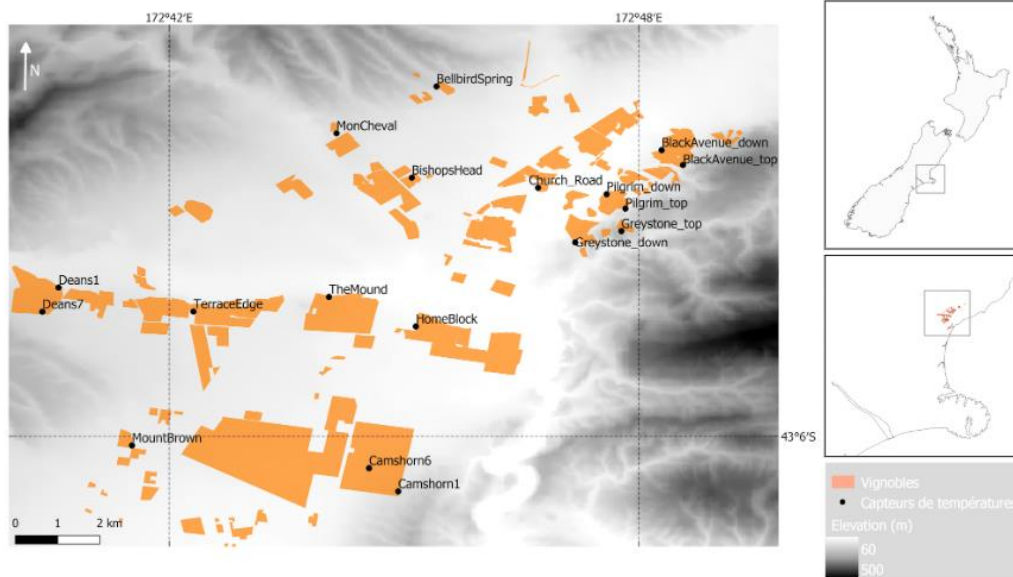 172°42'E
172°48'E
N
BellbirdSpring
MonCheval
BlackAvenue_down
BlackAvenue_top
BishopsHead
Church_Road
Pilgrim_down
Pilgrim_top
Greystone_top
Greystone_down
Deans1
TheMound
Deans7
TerraceEdge
HomeBlock
MountBrown
43°6'S
Camshorn6
Camshorn1
0 1 2 km
Vignobles
Capteurs de températures
Elevation (m)
60
500